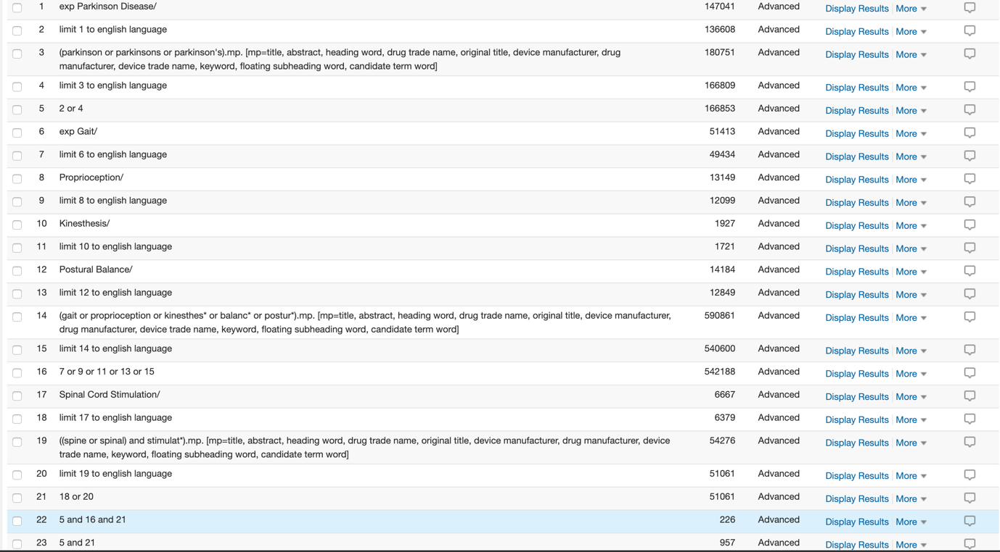 1 exp Parkinson Disease/ 147041 Advanced Display Results More
2 limit 1 to english language 136608 Advanced Display Results More
3 (parkinson or parkinsons or parkinson's).mp. [mp=title, abstract, heading word, drug trade name, original title, device manufacturer, drug 180751 Advanced Display Results More
manufacturer, device trade name, keyword, floating subheading word, candidate term word]
4 limit 3 to english language 166809 Advanced Display Results More
5 2 or 4 166853 Advanced Display Results More
6 exp Gait/ 51413 Advanced Display Results More
7 limit 6 to english language 49434 Advanced Display Results More
8 Proprioception/ 13149 Advanced Display Results More
9 limit 8 to english language 12099 Advanced Display Results More
10 Kinesthesis/ 1927 Advanced Display Results More
11 limit 10 to english language 1721 Advanced Display Results More
12 Postural Balance/ 14184 Advanced Display Results More
13 limit 12 to english language 12849 Advanced Display Results More
14 (gait or proprioception or kinesthes* or balanc* or postur*).mp. [mp=title, abstract, heading word, drug trade name, original title, device manufacturer, 590861 Advanced Display Results More
drug manufacturer, device trade name, keyword, floating subheading word, candidate term word]
15 limit 14 to english language 540600 Advanced Display Results More
16 7 or 9 or 11 or 13 or 15 542188 Advanced Display Results More
17 Spinal Cord Stimulation/ 6667 Advanced Display Results More
18 limit 17 to english language 6379 Advanced Display Results More
19 ((spine or spinal) and stimulat*).mp. [mp=title, abstract, heading word, drug trade name, original title, device manufacturer, drug manufacturer, device 54276 Advanced Display Results More
trade name, keyword, floating subheading word, candidate term word]
20 limit 19 to english language 51061 Advanced Display Results More
21 18 or 20 51061 Advanced Display Results More
22 5 and 16 and 21 226 Advanced Display Results More
23 5 and 21 957 Advanced Display Results More